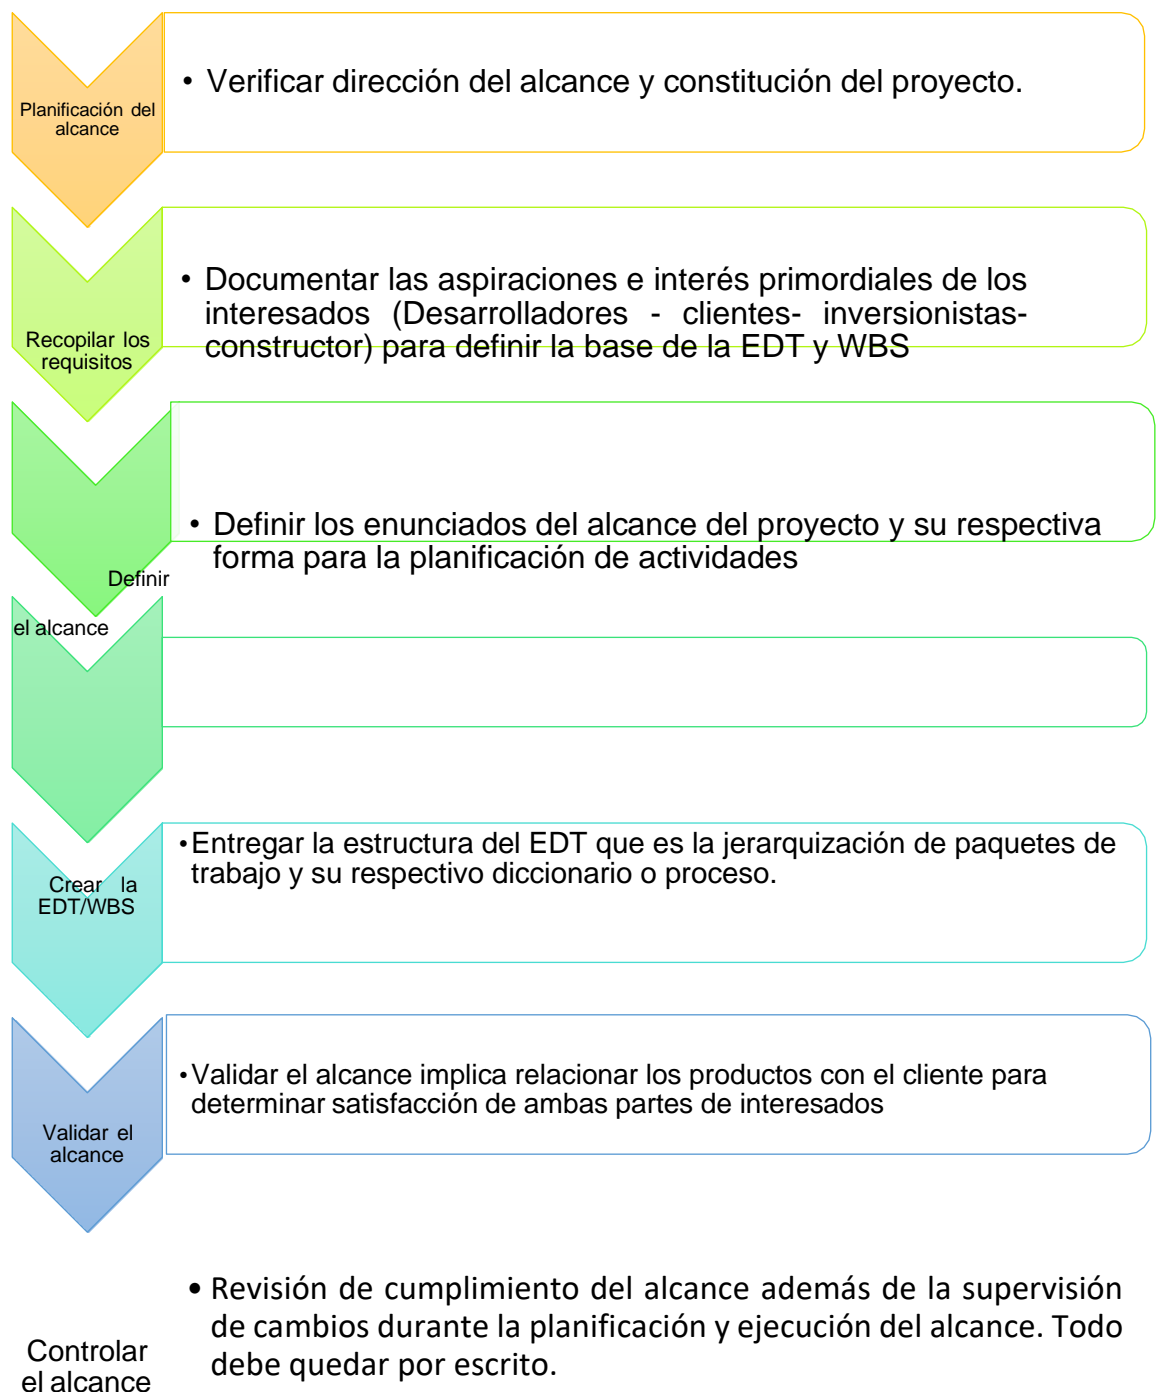 Planificación del
alcance
• Verificar dirección del alcance y constitución del proyecto.
Recopilar los
requisitos
• Documentar las aspiraciones e interés primordiales de los
interesados (Desarrolladores - clientes- inversionistas-
constructor) para definir la base de la EDT y WBS
Definir
el alcance
• Definir los enunciados del alcance del proyecto y su respectiva
forma para la planificación de actividades
Crear la
EDT/WBS
• Entregar la estructura del EDT que es la jerarquización de paquetes de
trabajo y su respectivo diccionario o proceso.
Validar el
alcance
• Validar el alcance implica relacionar los productos con el cliente para
determinar satisfacción de ambas partes de interesados
Controlar
el alcance
• Revisión de cumplimiento del alcance además de la supervisión
de cambios durante la planificación y ejecución del alcance. Todo
debe quedar por escrito.